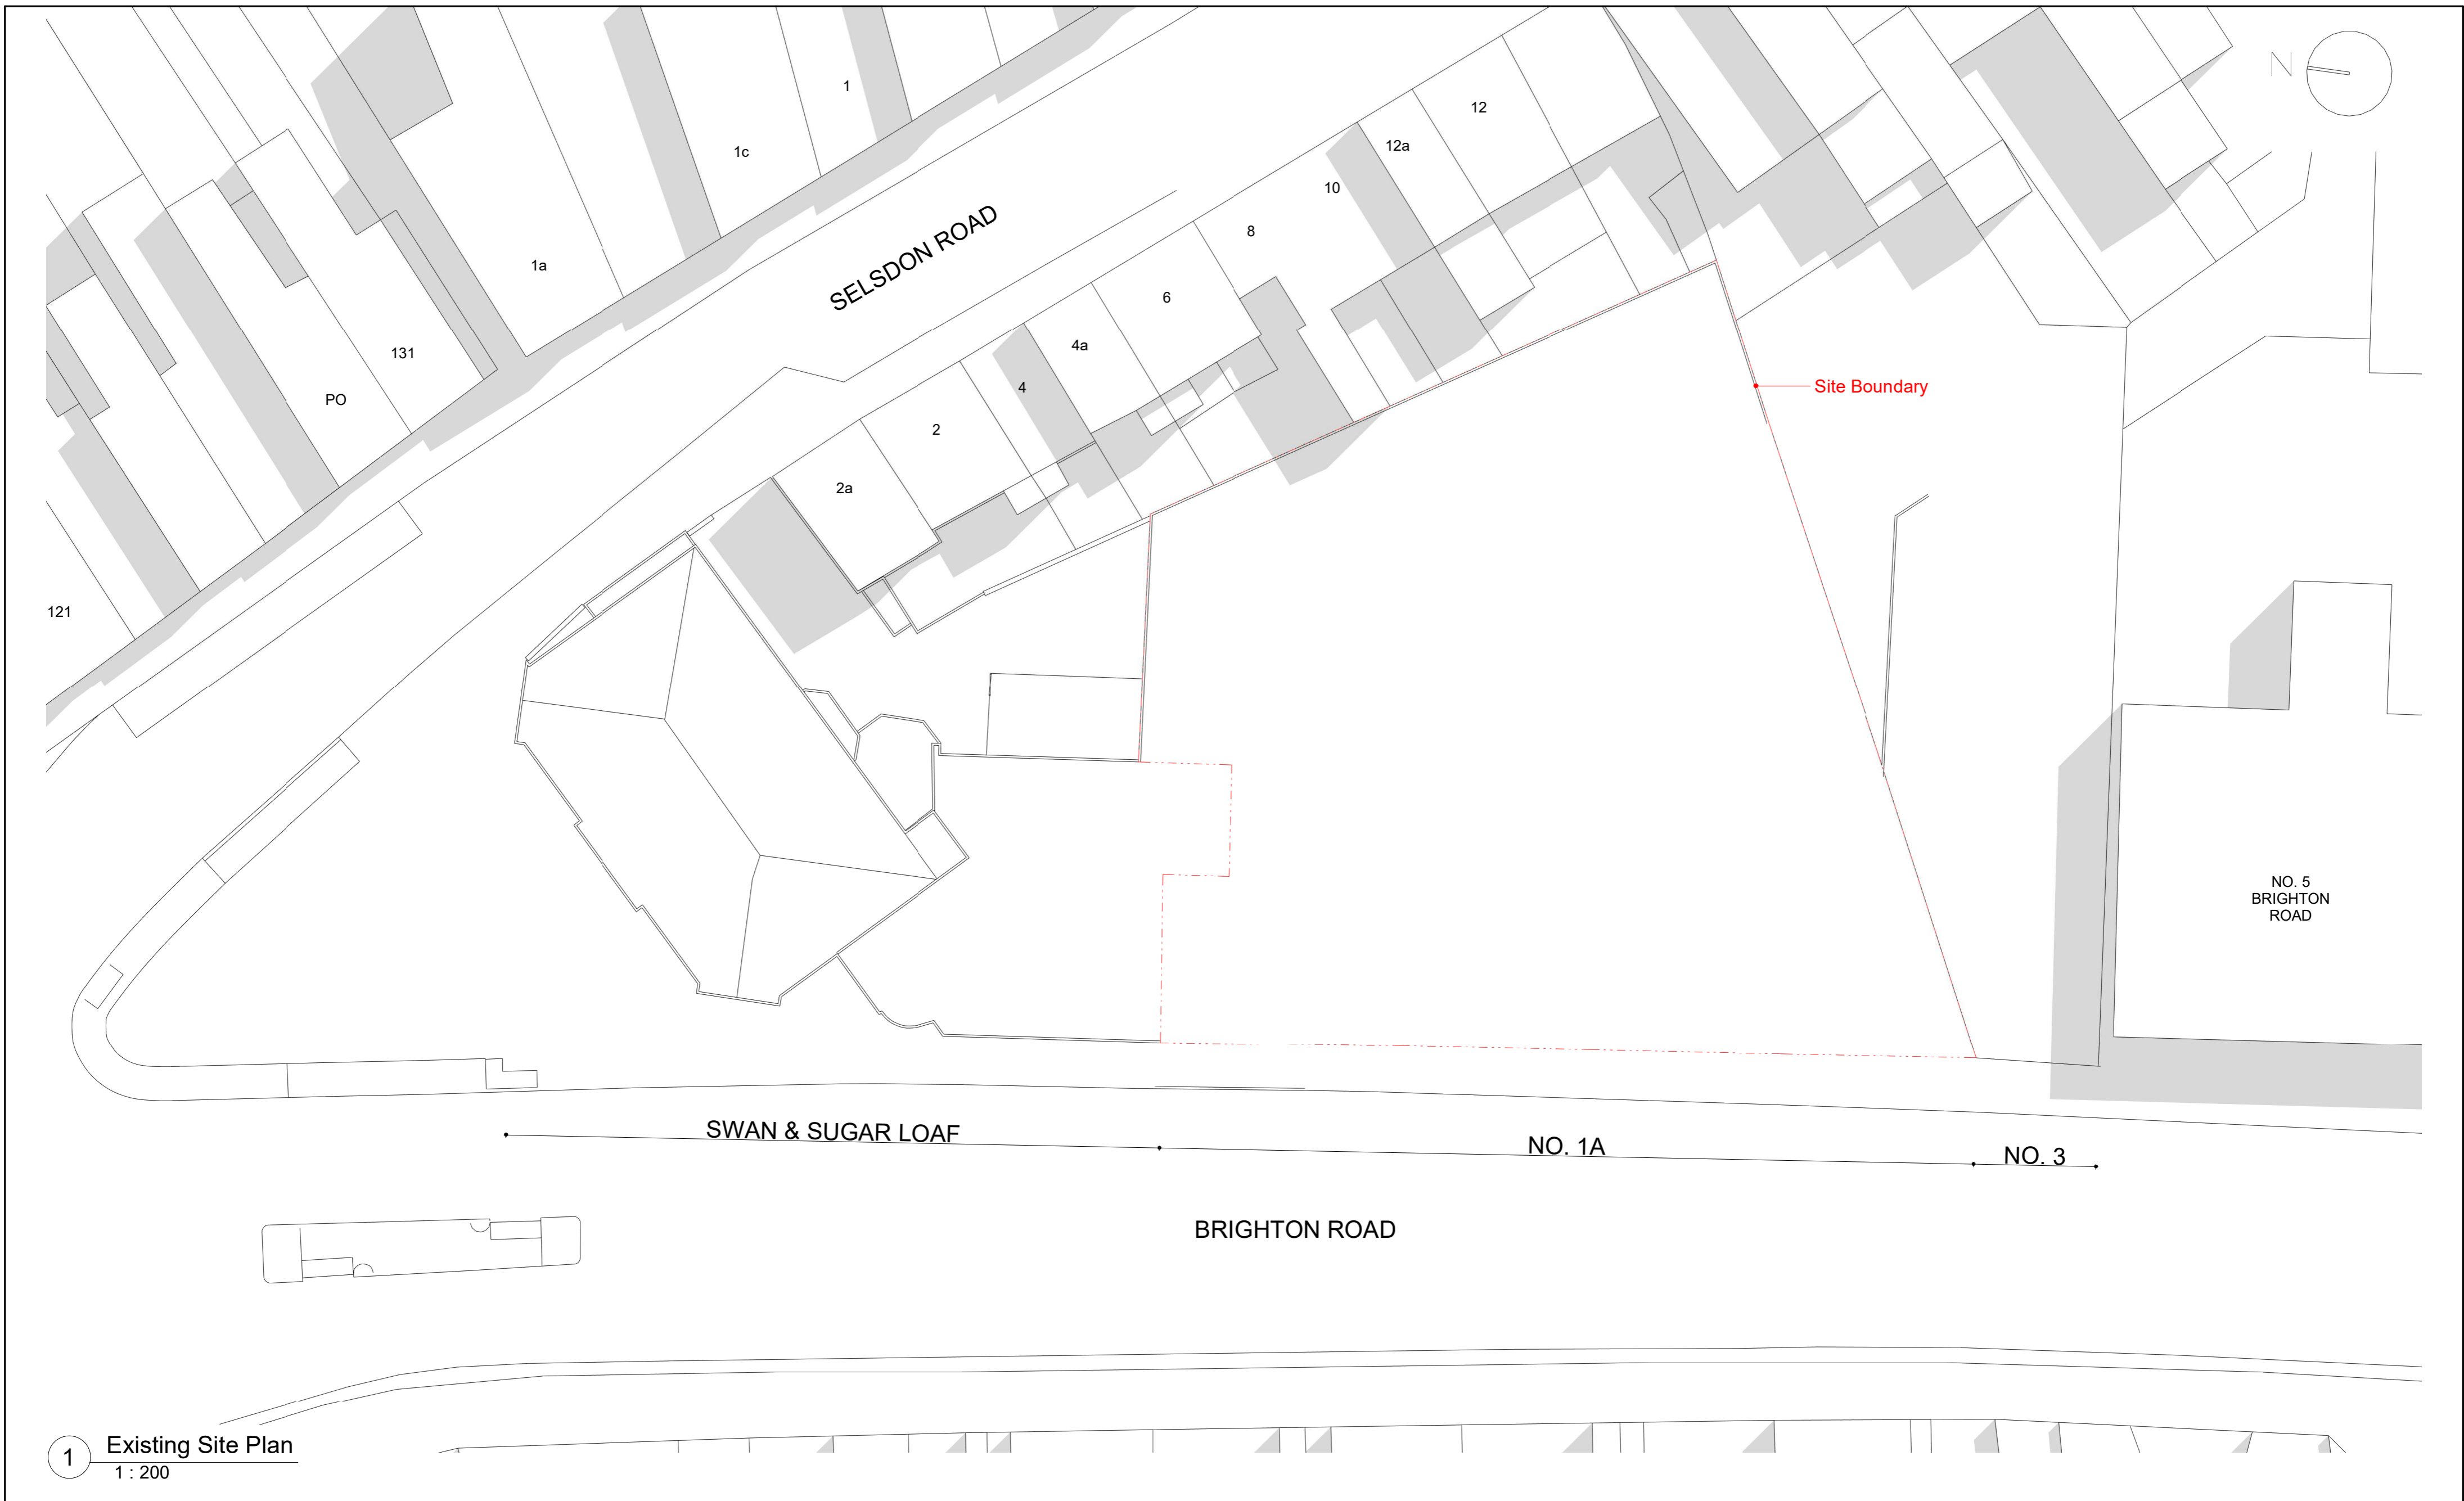 N
1
12
12a
1c
10
8
SELSDON ROAD
1a
6
4a
131
4
Site Boundary
PO
2
2a
121
NO. 5
BRIGHTON
ROAD
SWAN & SUGAR LOAF
NO. 1A
NO. 3
BRIGHTON ROAD
1
Existing Site Plan
1 : 200